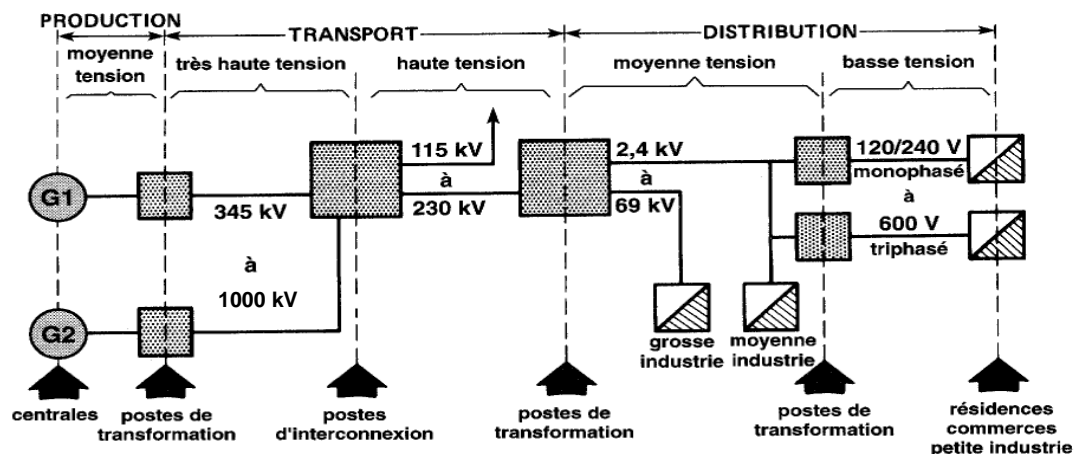 PRODUCTION
TRANSPORT
DISTRIBUTION
moyenne
tension
très haute tension
haute tension
moyenne tension
basse tension
G1
345 kV
à
1000 kV
G2
115 kV
à
230 kV
2,4 kV
à
69 kV
120/240 V
monophasé
à
600 V
triphasé
grosse
industrie
moyenne
industrie
centrales
postes de
transformation
postes
d'interconnexion
postes de
transformation
postes de
transformation
résidences
commerces
petite industrie